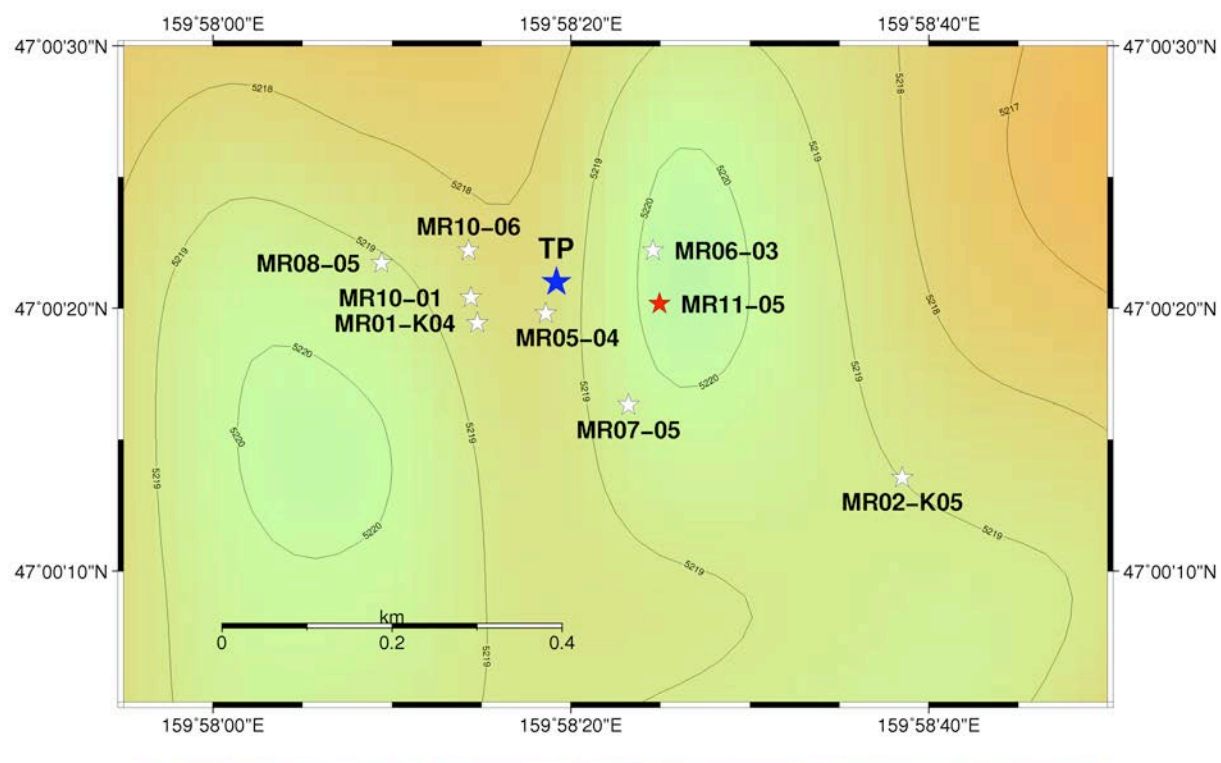 159°58'00"E 159°58'20"E 159°58'40"E
47°00'30"N 47°00'30"N
5218
5218
5217
5219
5219
5220
5218
5220
MR10-06
5219
5219
TP
MR06-03
MR08-05
MR10-01
MR11-05
5218
47°00'20"N 47°00'20"N
MR01-K04
MR05-04
5220
5219
5220
5219
MR07-05
5220
5219
5219
MR02-K05
5220
5219
5219
47°00'10"N 47°00'10"N
km
0 0.2 0.4
5219
159°58'00"E 159°58'20"E 159°58'40"E